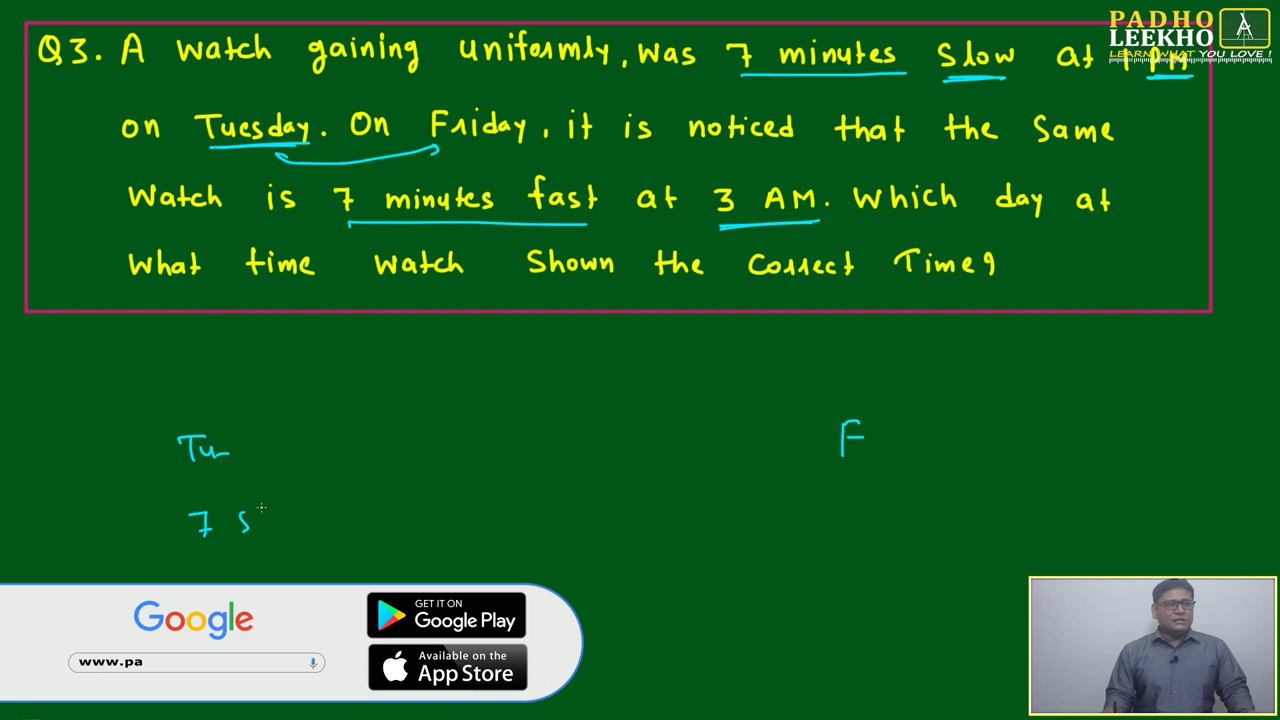 PADHO
LEEKHO
LEARN WHAT YOU LOVE !
Q3. A Watch gaining uniformly, was 7 minutes slow at
on Tuesday. On Friday, it is noticed that the Same
Watch is 7 minutes fast at 3 AM. Which day at
What time watch Shown the Correct Time?
Tu
F
7 S
Google
www.pa
GET IT ON
Google Play
Available on the
App Store